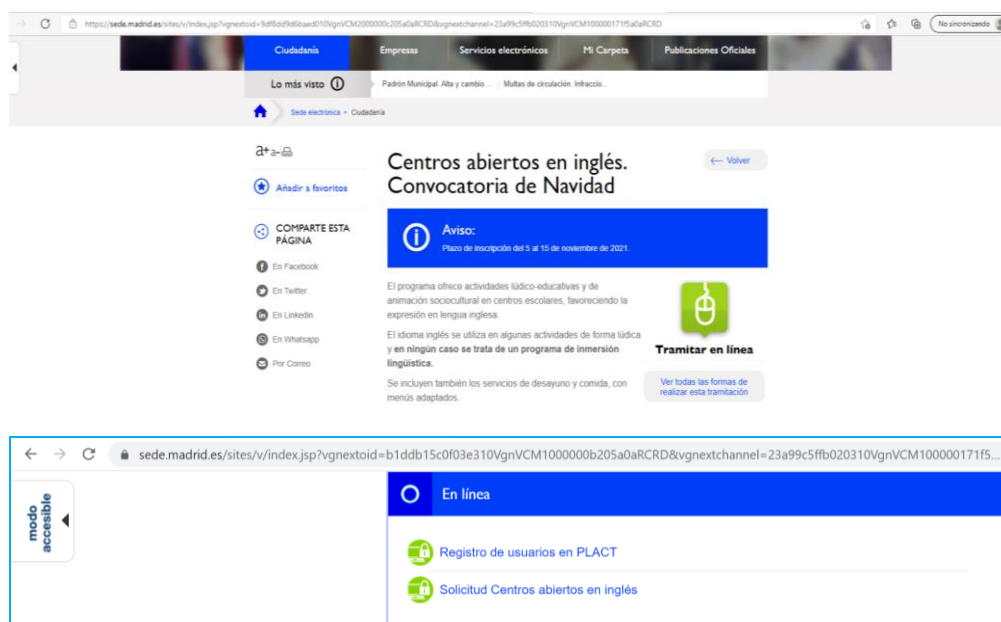 https://sede.madrid.es/sites/v/index.jsp?vgnextoid=9df8dd9d6baed010VgnVCM2000000c205a0aRCRD&vgnextchannel=23a99c5ffb020310VgnVCM100000171f5a0aRCRD
No sincronizando
Ciudadanía Empresas Servicios electrónicos Mi Carpeta Publicaciones Oficiales
Lo más visto Padrón Municipal. Alta y cambio ... / Multas de circulación. Infraccio...
Sede electrónica • Ciudadanía
a+ a-
Centros abiertos en inglés.
Convocatoria de Navidad
← Volver
Añadir a favoritos
COMPARTE ESTA
PÁGINA
En Facebook
En Twitter
En Linkedin
En Whatsapp
Por Correo
Aviso:
Plazo de inscripción del 5 al 15 de noviembre de 2021.
El programa ofrece actividades lúdico-educativas y de
animación sociocultural en centros escolares, favoreciendo la
expresión en lengua inglesa.
El idioma inglés se utiliza en algunas actividades de forma lúdica
y en ningún caso se trata de un programa de inmersión
lingüística.
Se incluyen también los servicios de desayuno y comida, con
menús adaptados.
Tramitar en línea
Ver todas las formas de
realizar esta tramitación
sede.madrid.es/sites/v/index.jsp?vgnextoid=b1ddb15c0f03e310VgnVCM1000000b205a0aRCRD&vgnextchannel=23a99c5ffb020310VgnVCM100000171f5...
modo
accesible
En línea
Registro de usuarios en PLACT
Solicitud Centros abiertos en inglés